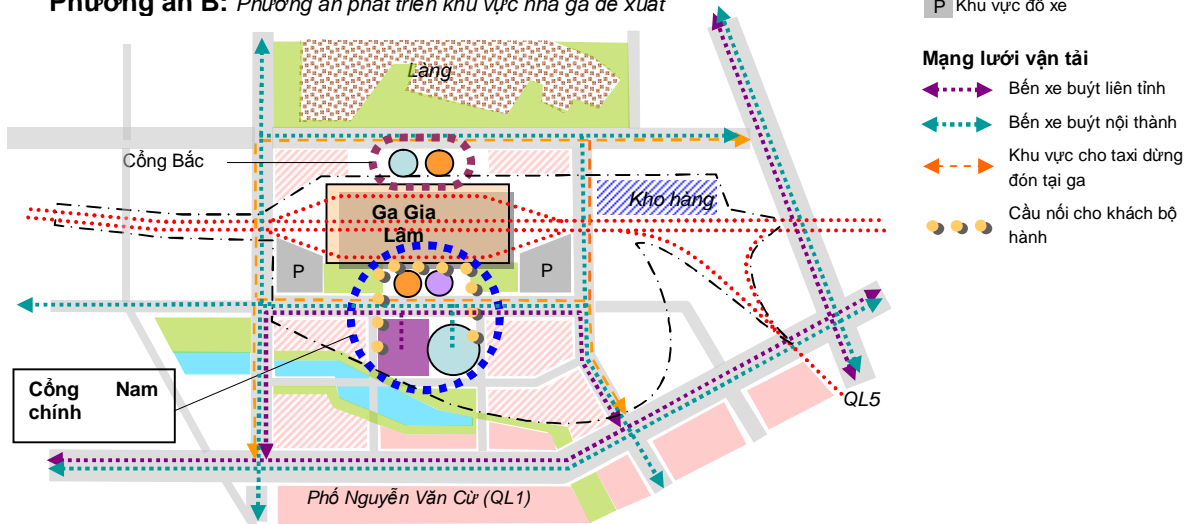 Phương án B: Phương án phát triển khu vực nhà ga đề xuất
P Khu vực đỗ xe
Mạng lưới vận tải
Bến xe buýt liên tỉnh
Bến xe buýt nội thành
Khu vực cho taxi dừng
đón tại ga
Cầu nối cho khách bộ
hành
Làng
Cổng Bắc
Kho hàng
Ga Gia
Lâm
P
P
Cổng Nam
chính
QL5
Phố Nguyễn Văn Cừ (QL1)